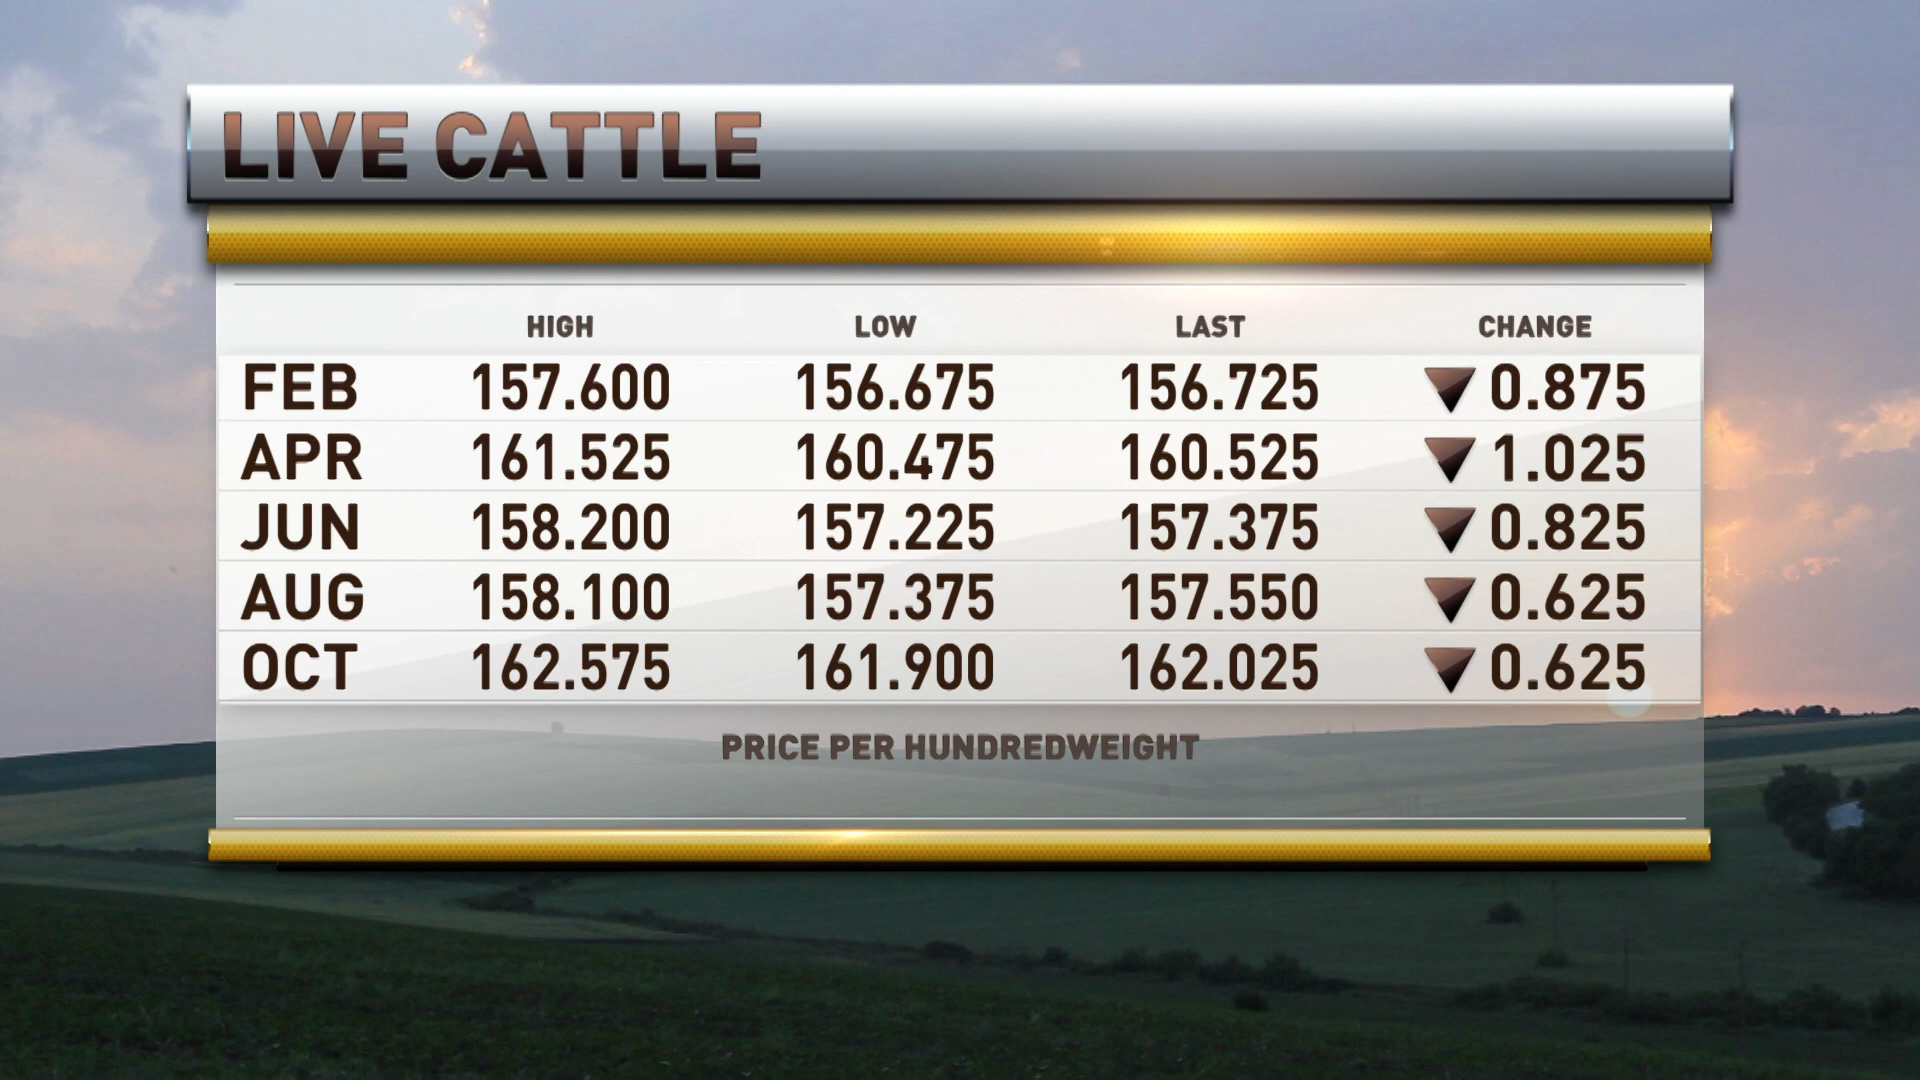 LIVE CATTLE
HIGH LOW LAST CHANGE
FEB 157.600 156.675 156.725 ▼ 0.875
APR 161.525 160.475 160.525 ▼ 1.025
JUN 158.200 157.225 157.375 ▼ 0.825
AUG 158.100 157.375 157.550 ▼ 0.625
OCT 162.575 161.900 162.025 ▼ 0.625
PRICE PER HUNDREDWEIGHT